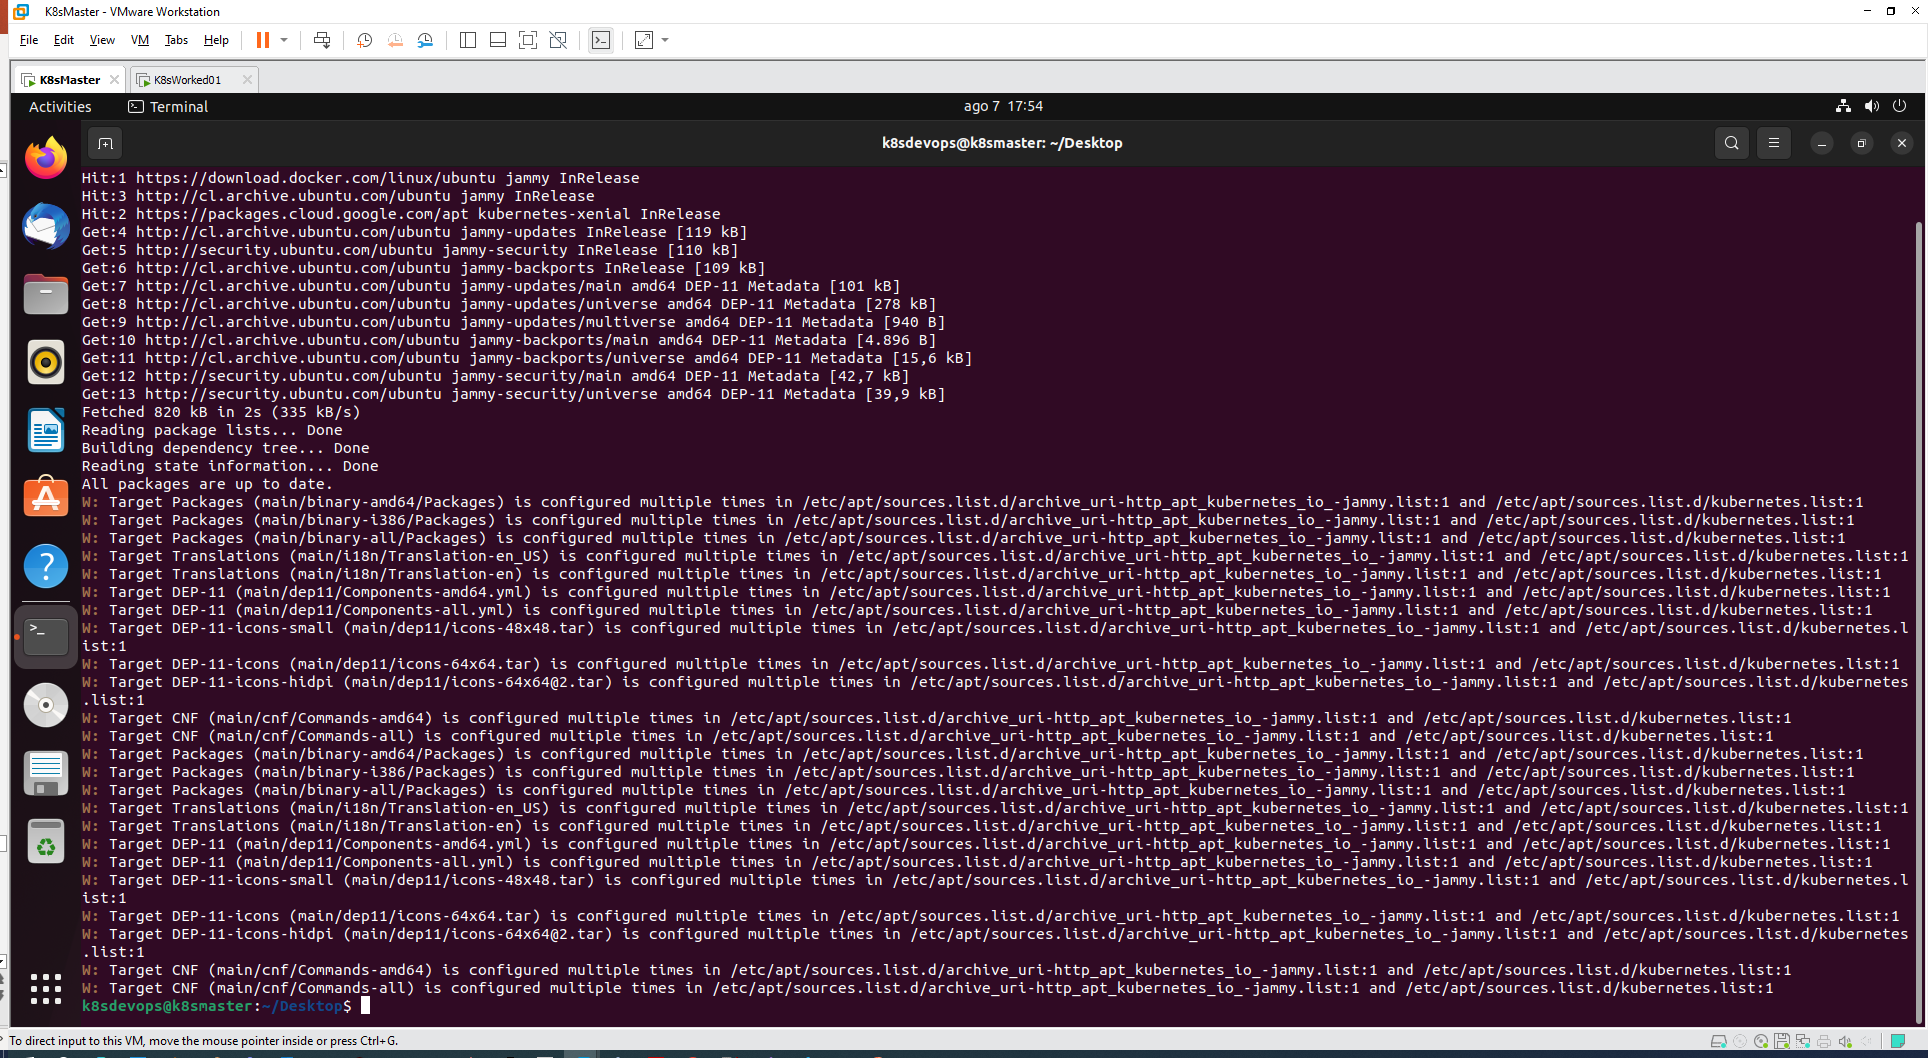 K8sMaster - VMware Workstation
File Edit View VM Tabs Help
K8sMaster K8sWorked01
Activities Terminal ago 7 17:54
k8sdevops@k8smaster: ~/Desktop
Hit:1 https://download.docker.com/linux/ubuntu jammy InRelease
Hit:3 http://cl.archive.ubuntu.com/ubuntu jammy InRelease
Hit:2 https://packages.cloud.google.com/apt kubernetes-xenial InRelease
Get:4 http://cl.archive.ubuntu.com/ubuntu jammy-updates InRelease [119 kB]
Get:5 http://security.ubuntu.com/ubuntu jammy-security InRelease [110 kB]
Get:6 http://cl.archive.ubuntu.com/ubuntu jammy-backports InRelease [109 kB]
Get:7 http://cl.archive.ubuntu.com/ubuntu jammy-updates/main amd64 DEP-11 Metadata [101 kB]
Get:8 http://cl.archive.ubuntu.com/ubuntu jammy-updates/universe amd64 DEP-11 Metadata [278 kB]
Get:9 http://cl.archive.ubuntu.com/ubuntu jammy-updates/multiverse amd64 DEP-11 Metadata [940 B]
Get:10 http://cl.archive.ubuntu.com/ubuntu jammy-backports/main amd64 DEP-11 Metadata [4.896 B]
Get:11 http://cl.archive.ubuntu.com/ubuntu jammy-backports/universe amd64 DEP-11 Metadata [15,6 kB]
Get:12 http://security.ubuntu.com/ubuntu jammy-security/main amd64 DEP-11 Metadata [42,7 kB]
Get:13 http://security.ubuntu.com/ubuntu jammy-security/universe amd64 DEP-11 Metadata [39,9 kB]
Fetched 820 kB in 2s (335 kB/s)
Reading package lists... Done
Building dependency tree... Done
Reading state information... Done
All packages are up to date.
W: Target Packages (main/binary-amd64/Packages) is configured multiple times in /etc/apt/sources.list.d/archive_uri-http_apt_kubernetes_io_-jammy.list:1 and /etc/apt/sources.list.d/kubernetes.list:1
W: Target Packages (main/binary-i386/Packages) is configured multiple times in /etc/apt/sources.list.d/archive_uri-http_apt_kubernetes_io_-jammy.list:1 and /etc/apt/sources.list.d/kubernetes.list:1
W: Target Packages (main/binary-all/Packages) is configured multiple times in /etc/apt/sources.list.d/archive_uri-http_apt_kubernetes_io_-jammy.list:1 and /etc/apt/sources.list.d/kubernetes.list:1
W: Target Translations (main/i18n/Translation-en_US) is configured multiple times in /etc/apt/sources.list.d/archive_uri-http_apt_kubernetes_io_-jammy.list:1 and /etc/apt/sources.list.d/kubernetes.list:1
W: Target Translations (main/i18n/Translation-en) is configured multiple times in /etc/apt/sources.list.d/archive_uri-http_apt_kubernetes_io_-jammy.list:1 and /etc/apt/sources.list.d/kubernetes.list:1
W: Target DEP-11 (main/dep11/Components-amd64.yml) is configured multiple times in /etc/apt/sources.list.d/archive_uri-http_apt_kubernetes_io_-jammy.list:1 and /etc/apt/sources.list.d/kubernetes.list:1
W: Target DEP-11 (main/dep11/Components-all.yml) is configured multiple times in /etc/apt/sources.list.d/archive_uri-http_apt_kubernetes_io_-jammy.list:1 and /etc/apt/sources.list.d/kubernetes.list:1
W: Target DEP-11-icons-small (main/dep11/icons-48x48.tar) is configured multiple times in /etc/apt/sources.list.d/archive_uri-http_apt_kubernetes_io_-jammy.list:1 and /etc/apt/sources.list.d/kubernetes.l
ist:1
W: Target DEP-11-icons (main/dep11/icons-64x64.tar) is configured multiple times in /etc/apt/sources.list.d/archive_uri-http_apt_kubernetes_io_-jammy.list:1 and /etc/apt/sources.list.d/kubernetes.list:1
W: Target DEP-11-icons-hidpi (main/dep11/icons-64x64@2.tar) is configured multiple times in /etc/apt/sources.list.d/archive_uri-http_apt_kubernetes_io_-jammy.list:1 and /etc/apt/sources.list.d/kubernetes
.list:1
W: Target CNF (main/cnf/Commands-amd64) is configured multiple times in /etc/apt/sources.list.d/archive_uri-http_apt_kubernetes_io_-jammy.list:1 and /etc/apt/sources.list.d/kubernetes.list:1
W: Target CNF (main/cnf/Commands-all) is configured multiple times in /etc/apt/sources.list.d/archive_uri-http_apt_kubernetes_io_-jammy.list:1 and /etc/apt/sources.list.d/kubernetes.list:1
W: Target Packages (main/binary-amd64/Packages) is configured multiple times in /etc/apt/sources.list.d/archive_uri-http_apt_kubernetes_io_-jammy.list:1 and /etc/apt/sources.list.d/kubernetes.list:1
W: Target Packages (main/binary-i386/Packages) is configured multiple times in /etc/apt/sources.list.d/archive_uri-http_apt_kubernetes_io_-jammy.list:1 and /etc/apt/sources.list.d/kubernetes.list:1
W: Target Packages (main/binary-all/Packages) is configured multiple times in /etc/apt/sources.list.d/archive_uri-http_apt_kubernetes_io_-jammy.list:1 and /etc/apt/sources.list.d/kubernetes.list:1
W: Target Translations (main/i18n/Translation-en_US) is configured multiple times in /etc/apt/sources.list.d/archive_uri-http_apt_kubernetes_io_-jammy.list:1 and /etc/apt/sources.list.d/kubernetes.list:1
W: Target Translations (main/i18n/Translation-en) is configured multiple times in /etc/apt/sources.list.d/archive_uri-http_apt_kubernetes_io_-jammy.list:1 and /etc/apt/sources.list.d/kubernetes.list:1
W: Target DEP-11 (main/dep11/Components-amd64.yml) is configured multiple times in /etc/apt/sources.list.d/archive_uri-http_apt_kubernetes_io_-jammy.list:1 and /etc/apt/sources.list.d/kubernetes.list:1
W: Target DEP-11 (main/dep11/Components-all.yml) is configured multiple times in /etc/apt/sources.list.d/archive_uri-http_apt_kubernetes_io_-jammy.list:1 and /etc/apt/sources.list.d/kubernetes.list:1
W: Target DEP-11-icons-small (main/dep11/icons-48x48.tar) is configured multiple times in /etc/apt/sources.list.d/archive_uri-http_apt_kubernetes_io_-jammy.list:1 and /etc/apt/sources.list.d/kubernetes.l
ist:1
W: Target DEP-11-icons (main/dep11/icons-64x64.tar) is configured multiple times in /etc/apt/sources.list.d/archive_uri-http_apt_kubernetes_io_-jammy.list:1 and /etc/apt/sources.list.d/kubernetes.list:1
W: Target DEP-11-icons-hidpi (main/dep11/icons-64x64@2.tar) is configured multiple times in /etc/apt/sources.list.d/archive_uri-http_apt_kubernetes_io_-jammy.list:1 and /etc/apt/sources.list.d/kubernetes
.list:1
W: Target CNF (main/cnf/Commands-amd64) is configured multiple times in /etc/apt/sources.list.d/archive_uri-http_apt_kubernetes_io_-jammy.list:1 and /etc/apt/sources.list.d/kubernetes.list:1
W: Target CNF (main/cnf/Commands-all) is configured multiple times in /etc/apt/sources.list.d/archive_uri-http_apt_kubernetes_io_-jammy.list:1 and /etc/apt/sources.list.d/kubernetes.list:1
k8sdevops@k8smaster:~/Desktop$
To direct input to this VM, move the mouse pointer inside or press Ctrl+G.